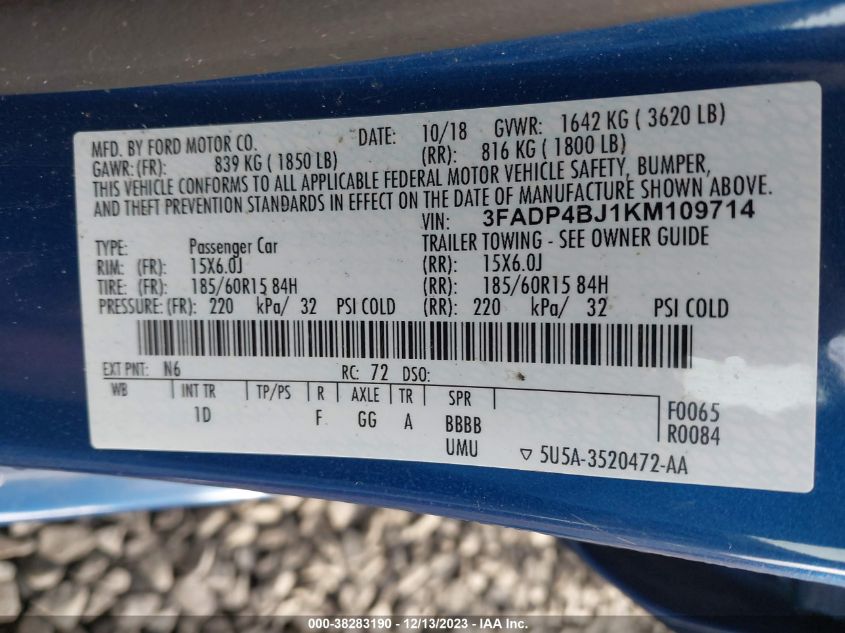 MFD. BY FORD MOTOR CO. DATE: 10/18 GVWR: 1642 KG ( 3620 LB)
GAWR: (FR): 839 KG ( 1850 LB) (RR): 816 KG ( 1800 LB)
THIS VEHICLE CONFORMS TO ALL APPLICABLE FEDERAL MOTOR VEHICLE SAFETY, BUMPER,
AND THEFT PREVENTION STANDARDS IN EFFECT ON THE DATE OF MANUFACTURE SHOWN ABOVE.
VIN: 3FADP4BJ1KM109714
TYPE: Passenger Car TRAILER TOWING - SEE OWNER GUIDE
RIM: (FR): 15X6.0J (RR): 15X6.0J
TIRE: (FR): 185/60R15 84H (RR): 185/60R15 84H
PRESSURE: (FR): 220 kPa/ 32 PSI COLD (RR): 220 kPa/ 32 PSI COLD
EXT PNT: N6 RC: 72 DSO:
WB INT TR TP/PS R AXLE TR SPR
1D F GG A BBBB F0065
UMU R0084
▽ 5U5A-3520472-AA
000-38283190 - 12/13/2023 - IAA Inc.